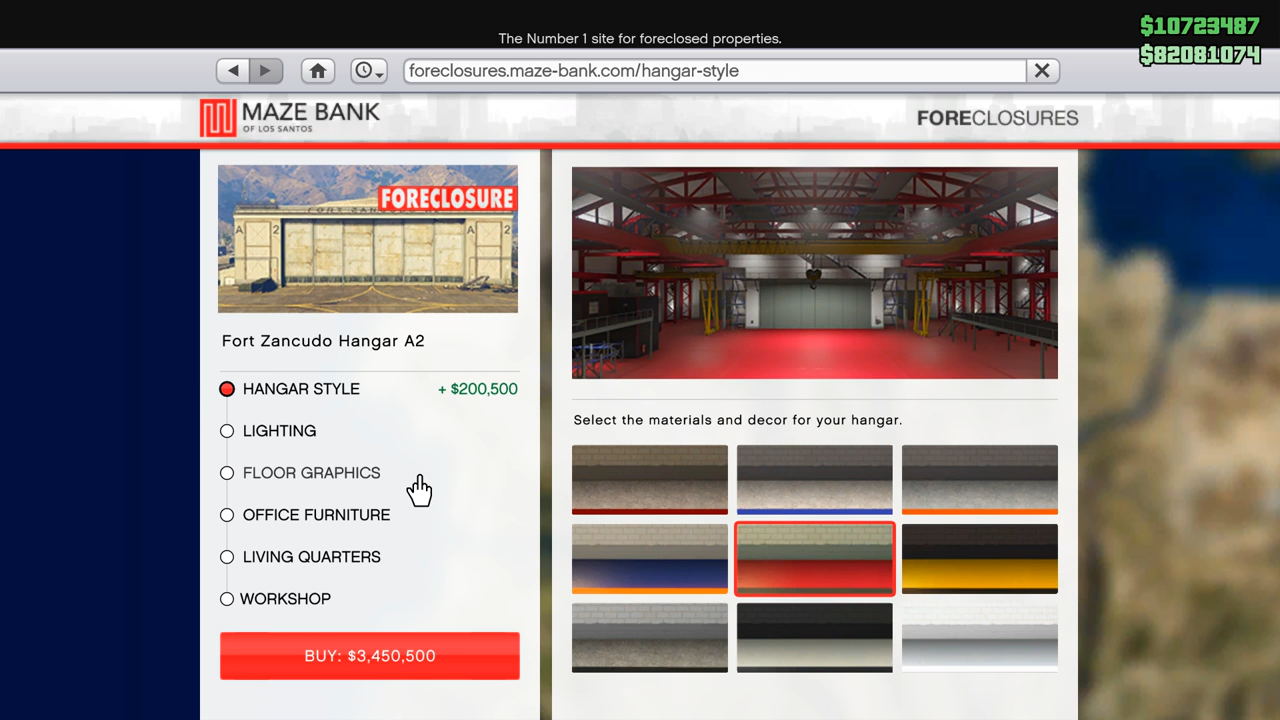 The Number 1 site for foreclosed properties.
$10723487
$82081074
foreclosures.maze-bank.com/hangar-style
MAZE BANK
OF LOS SANTOS
FORECLOSURES
FORECLOSURE
A 2
A 2
Fort Zancudo Hangar A2
HANGAR STYLE + $200,500
LIGHTING
FLOOR GRAPHICS
OFFICE FURNITURE
LIVING QUARTERS
WORKSHOP
BUY: $3,450,500
Select the materials and decor for your hangar.